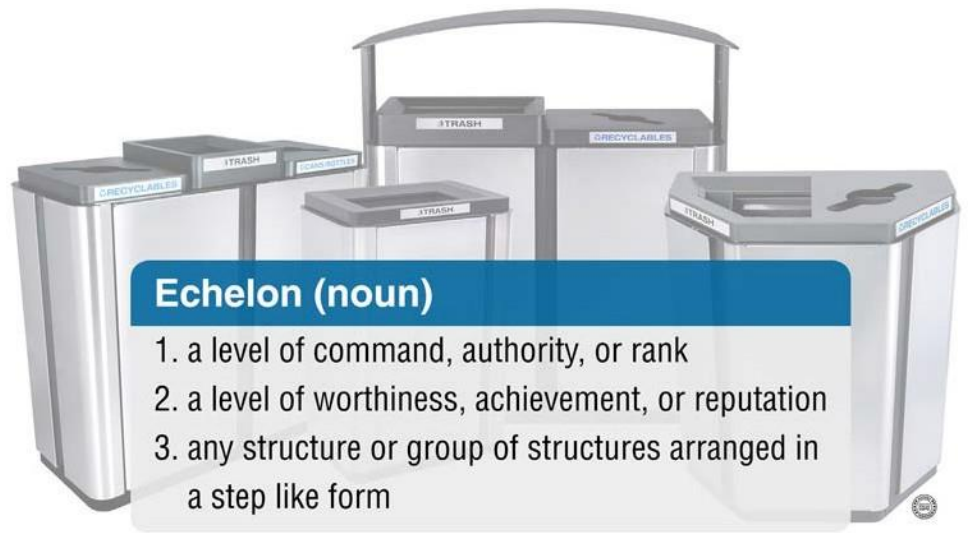 TRASH
RECYCLABLES
TRASH
CANS/BOTTLES
RECYCLABLES
TRASH
TRASH
RECYCLABLES
Echelon (noun)
1. a level of command, authority, or rank
2. a level of worthiness, achievement, or reputation
3. any structure or group of structures arranged in
a step like form